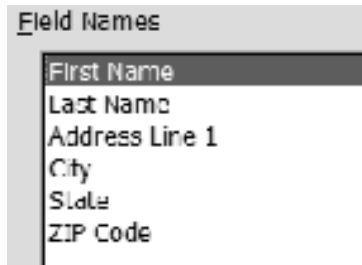 Field Names
First Name
Last Name
Address Line 1
City
State
ZIP Code